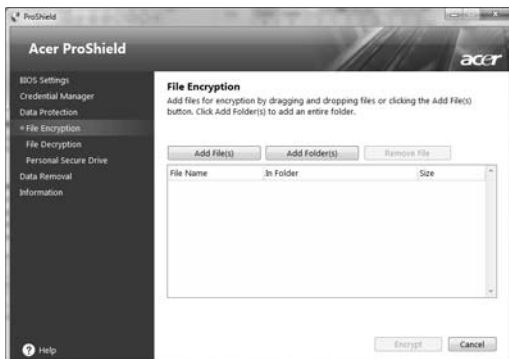 ProShield
Acer ProShield
acer
BIOS Settings
Credential Manager
Data Protection
File Encryption
File Decryption
Personal Secure Drive
Data Removal
Information
Help
File Encryption
Add files for encryption by dragging and dropping files or clicking the Add File(s)
button. Click Add Folder(s) to add an entire folder.
Add File(s)
Add Folder(s)
Remove File
File Name
In Folder
Size
Encrypt
Cancel